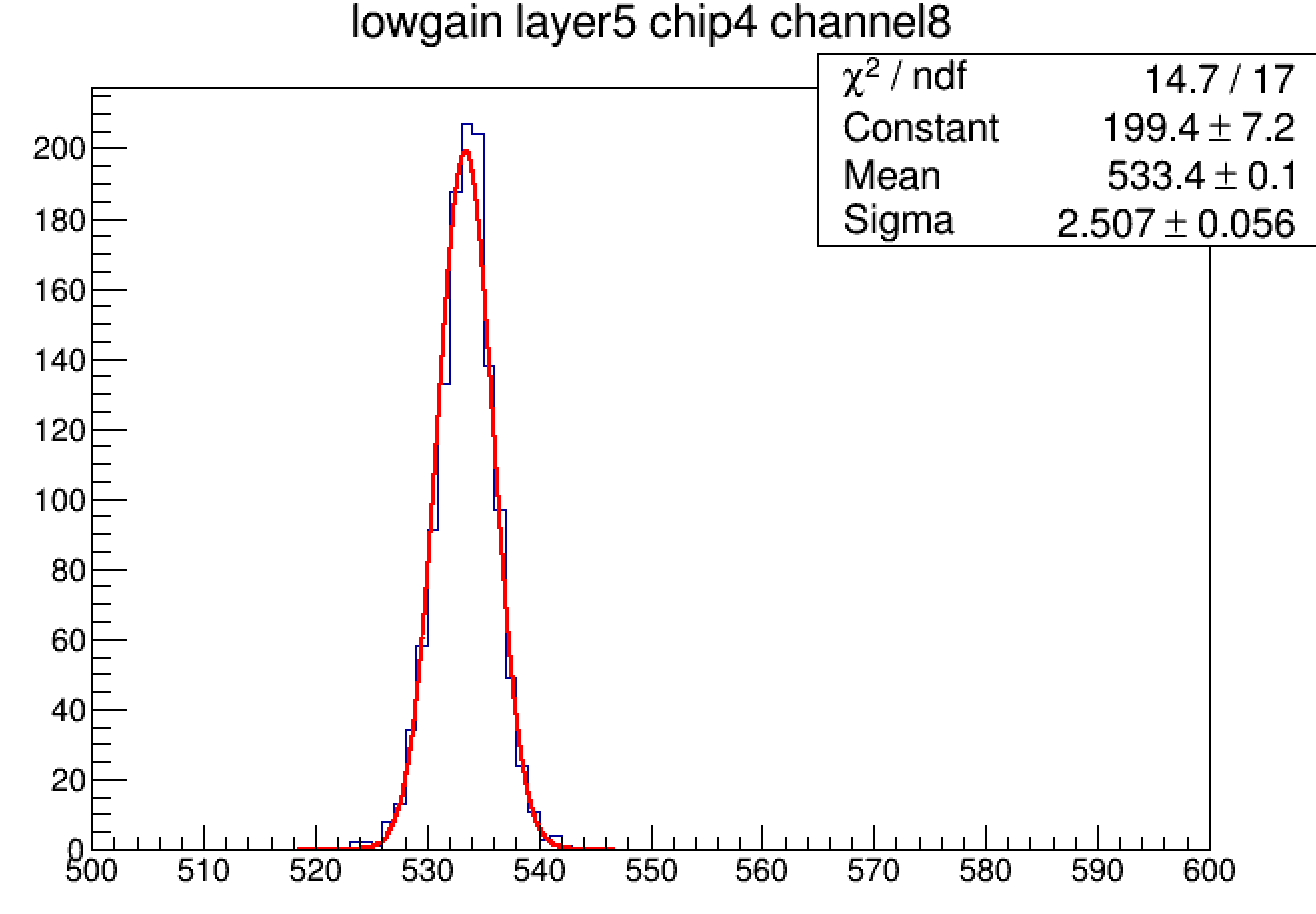 lowgain layer5 chip4 channel8
χ² / ndf 14.7 / 17
Constant 199.4 ± 7.2
Mean 533.4 ± 0.1
Sigma 2.507 ± 0.056
200
180
160
140
120
100
80
60
40
20
0
500 510 520 530 540 550 560 570 580 590 600